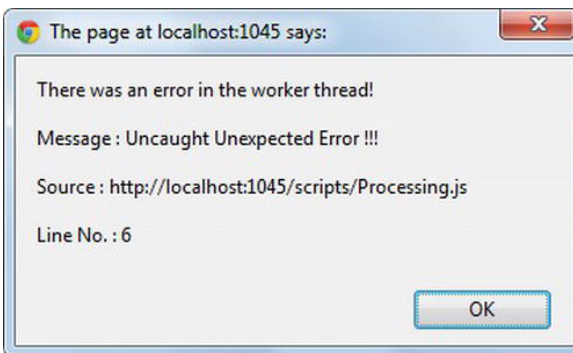 The page at localhost:1045 says:
There was an error in the worker thread!
Message : Uncaught Unexpected Error !!!
Source : http://localhost:1045/scripts/Processing.js
Line No. : 6
OK